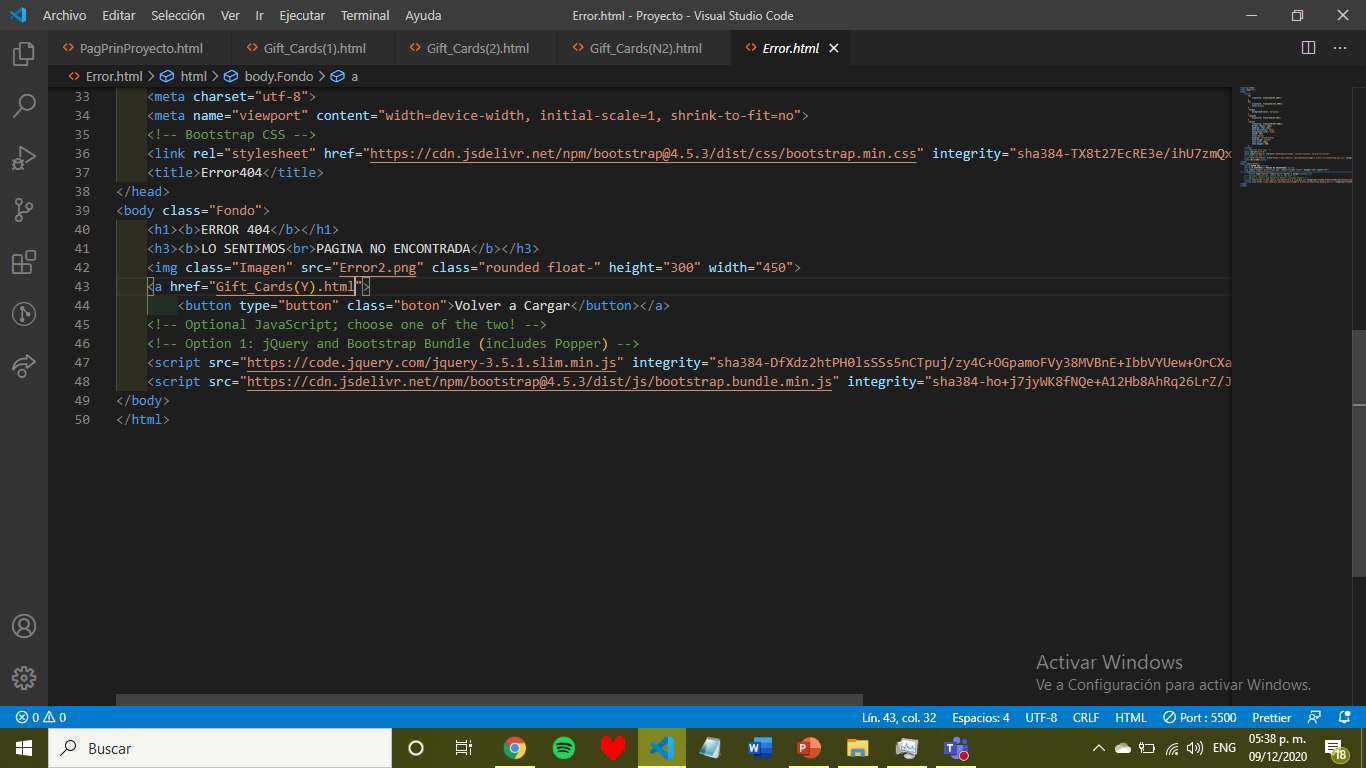 Archivo Editar Selección Ver Ir Ejecutar Terminal Ayuda Error.html - Proyecto - Visual Studio Code
PagPrinProyecto.html Gift_Cards(1).html Gift_Cards(2).html Gift_Cards(N2).html Error.html
Error.html > html > body.Fondo > a
33 <meta charset="utf-8">
34 <meta name="viewport" content="width=device-width, initial-scale=1, shrink-to-fit=no">
35 <!-- Bootstrap CSS -->
36 <link rel="stylesheet" href="https://cdn.jsdelivr.net/npm/bootstrap@4.5.3/dist/css/bootstrap.min.css" integrity="sha384-TX8t27EcRE3e/ihU7zmQx
37 <title>Error404</title>
38 </head>
39 <body class="Fondo">
40 <h1><b>ERROR 404</b></h1>
41 <h3><b>LO SENTIMOS<br>PAGINA NO ENCONTRADA</b></h3>
42 <img class="Imagen" src="Error2.png" class="rounded float-" height="300" width="450">
43 <a href="Gift_Cards(Y).html">
44 <button type="button" class="boton">Volver a Cargar</button></a>
45 <!-- Optional JavaScript; choose one of the two! -->
46 <!-- Option 1: jQuery and Bootstrap Bundle (includes Popper) -->
47 <script src="https://code.jquery.com/jquery-3.5.1.slim.min.js" integrity="sha384-DfXdz2htPH0lsSSs5nCTpuj/zy4C+OGpamoFVy38MVBnE+IbbVYUew+OrCXa
48 <script src="https://cdn.jsdelivr.net/npm/bootstrap@4.5.3/dist/js/bootstrap.bundle.min.js" integrity="sha384-ho+j7jyWK8fNQe+A12Hb8AhRq26LrZ/J
49 </body>
50 </html>
Activar Windows
Ve a Configuración para activar Windows.
0 0 Lín. 43, col. 32 Espacios: 4 UTF-8 CRLF HTML Port : 5500 Prettier
Buscar
ENG
05:38 p. m.
09/12/2020
18